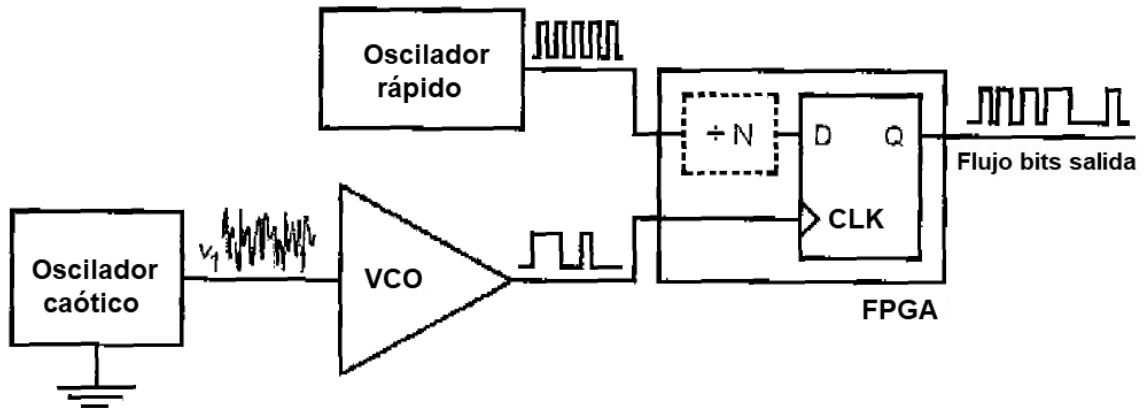 Oscilador
rápido
÷ N
D
Q
Flujo bits salida
CLK
FPGA
Oscilador
caótico
v1
VCO